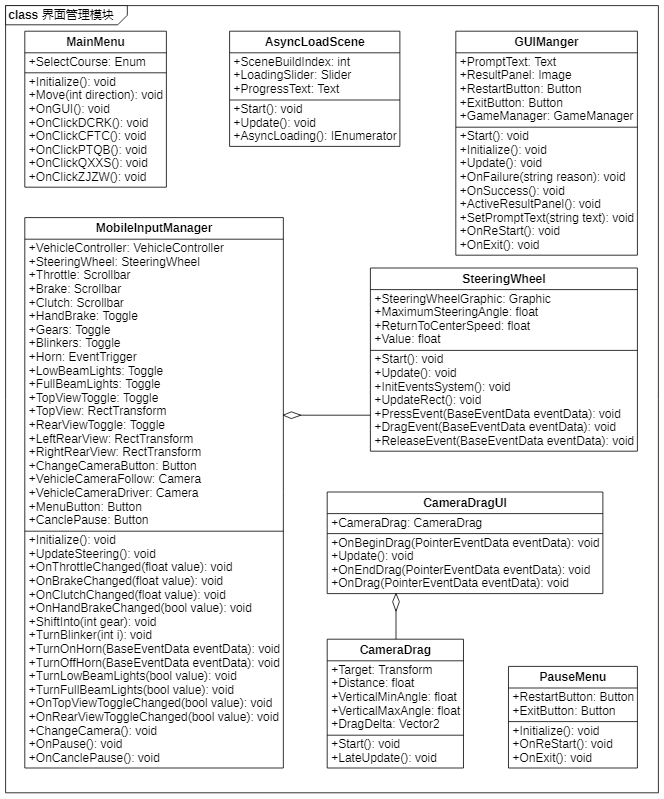 class 界面管理模块
MainMenu
+SelectCourse: Enum
+Initialize(): void
+Move(int direction): void
+OnGUI(): void
+OnClickDCRK(): void
+OnClickCFTC(): void
+OnClickPTQB(): void
+OnClickQXXS(): void
+OnClickZJZW(): void
AsyncLoadScene
+SceneBuildIndex: int
+LoadingSlider: Slider
+ProgressText: Text
+Start(): void
+Update(): void
+AsyncLoading(): IEnumerator
GUIManger
+PromptText: Text
+ResultPanel: Image
+RestartButton: Button
+ExitButton: Button
+GameManager: GameManager
+Start(): void
+Initialize(): void
+Update(): void
+OnFailure(string reason): void
+OnSuccess(): void
+ActiveResultPanel(): void
+SetPromptText(string text): void
+OnReStart(): void
+OnExit(): void
MobileInputManager
+VehicleController: VehicleController
+SteeringWheel: SteeringWheel
+Throttle: Scrollbar
+Brake: Scrollbar
+Clutch: Scrollbar
+HandBrake: Toggle
+Gears: Toggle
+Blinkers: Toggle
+Horn: EventTrigger
+LowBeamLights: Toggle
+FullBeamLights: Toggle
+TopViewToggle: Toggle
+TopView: RectTransform
+RearViewToggle: Toggle
+LeftRearView: RectTransform
+RightRearView: RectTransform
+ChangeCameraButton: Button
+VehicleCameraFollow: Camera
+VehicleCameraDriver: Camera
+MenuButton: Button
+CanclePause: Button
+Initialize(): void
+UpdateSteering(): void
+OnThrottleChanged(float value): void
+OnBrakeChanged(float value): void
+OnClutchChanged(float value): void
+OnHandBrakeChanged(bool value): void
+ShiftInto(int gear): void
+TurnBlinker(int i): void
+TurnOnHorn(BaseEventData eventData): void
+TurnOffHorn(BaseEventData eventData): void
+TurnLowBeamLights(bool value): void
+TurnFullBeamLights(bool value): void
+OnTopViewToggleChanged(bool value): void
+OnRearViewToggleChanged(bool value): void
+ChangeCamera(): void
+OnPause(): void
+OnCanclePause(): void
SteeringWheel
+SteeringWheelGraphic: Graphic
+MaximumSteeringAngle: float
+ReturnToCenterSpeed: float
+Value: float
+Start(): void
+Update(): void
+InitEventsSystem(): void
+UpdateRect(): void
+PressEvent(BaseEventData eventData): void
+DragEvent(BaseEventData eventData): void
+ReleaseEvent(BaseEventData eventData): void
CameraDragUI
+CameraDrag: CameraDrag
+OnBeginDrag(PointerEventData eventData): void
+Update(): void
+OnEndDrag(PointerEventData eventData): void
+OnDrag(PointerEventData eventData): void
CameraDrag
+Target: Transform
+Distance: float
+VerticalMinAngle: float
+VerticalMaxAngle: float
+DragDelta: Vector2
+Start(): void
+LateUpdate(): void
PauseMenu
+RestartButton: Button
+ExitButton: Button
+Initialize(): void
+OnReStart(): void
+OnExit(): void